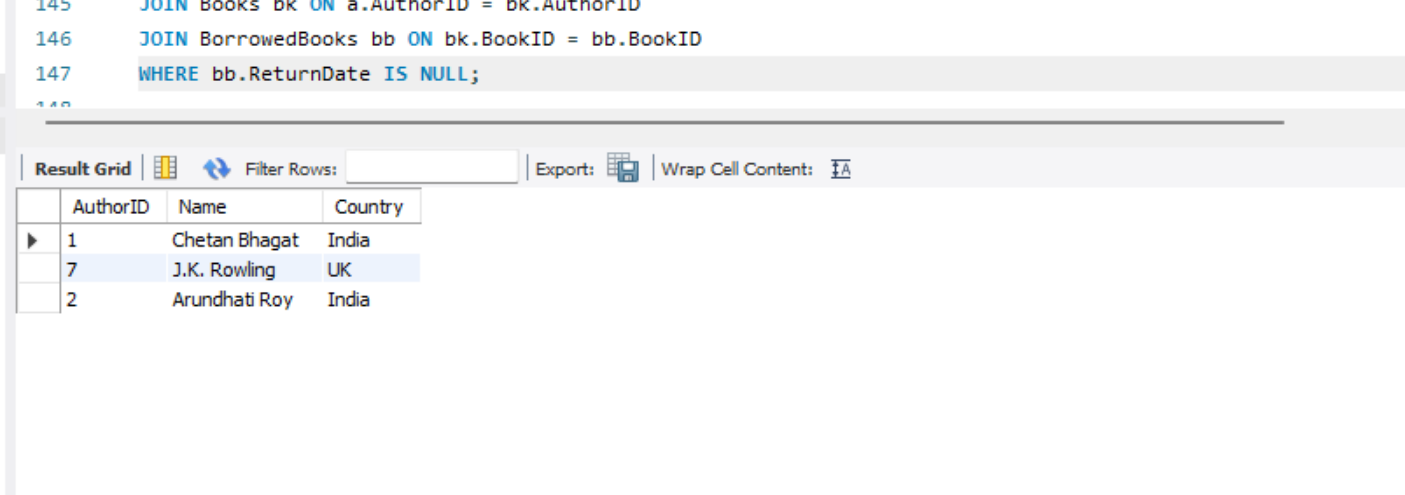 145 JOIN Books bk ON a.AuthorID = bk.AuthorID
146 JOIN BorrowedBooks bb ON bk.BookID = bb.BookID
147 WHERE bb.ReturnDate IS NULL;
148
Result Grid Filter Rows: Export: Wrap Cell Content: IA
AuthorID Name Country
1 Chetan Bhagat India
7 J.K. Rowling UK
2 Arundhati Roy India